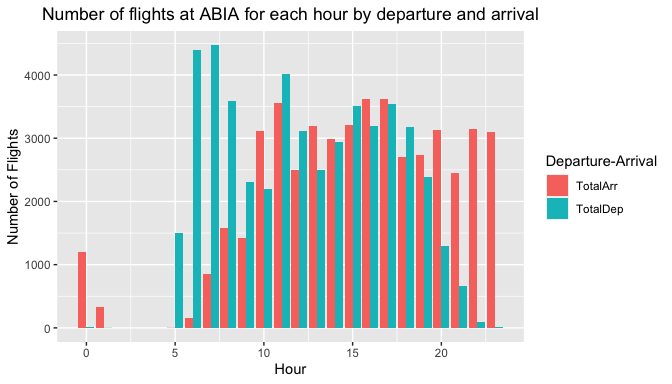 Number of flights at ABIA for each hour by departure and arrival
4000
3000
2000
1000
0
Number of Flights
0 5 10 15 20
Hour
Departure-Arrival
TotalArr
TotalDep